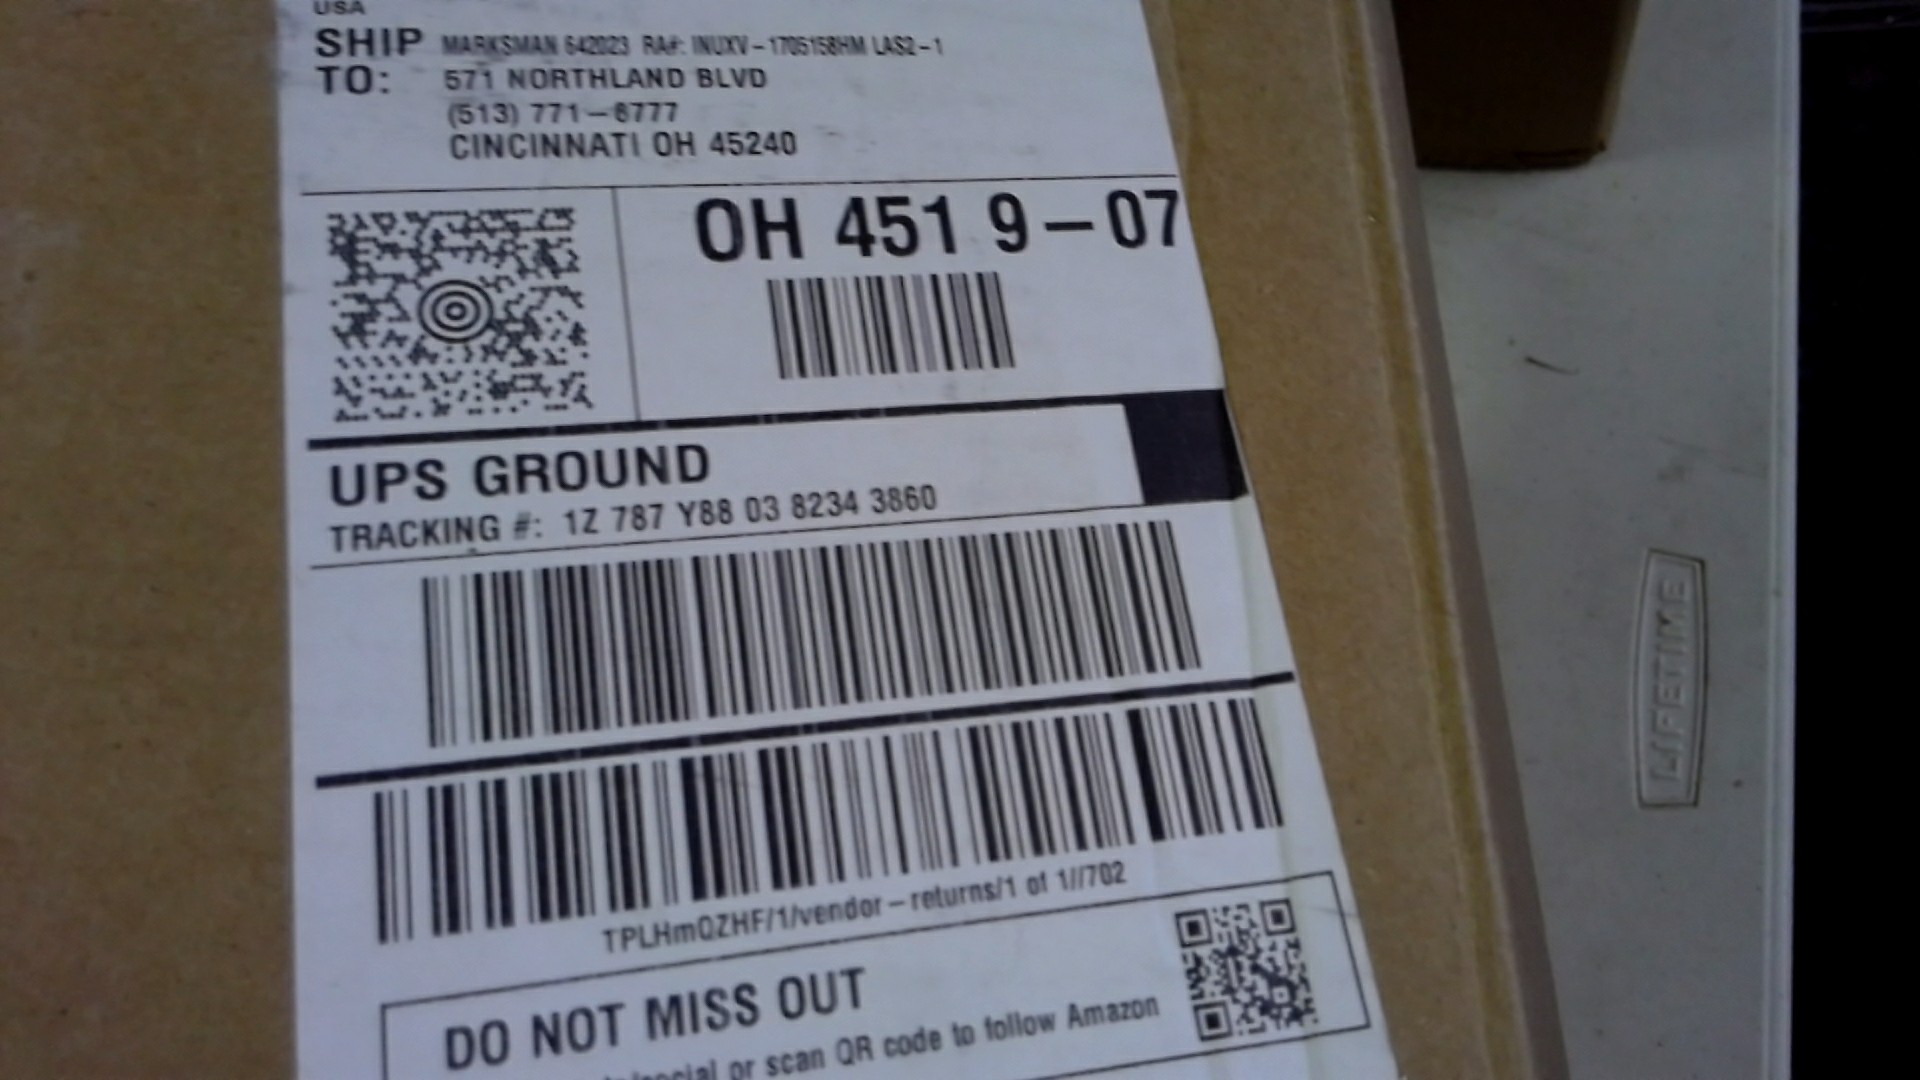 USA
SHIP TO:
MARKSMAN 642023 RA#: INUXV-1705158HM LAS2-1
571 NORTHLAND BLVD
(513) 771-6777
CINCINNATI OH 45240
OH 451 9-07
UPS GROUND
TRACKING #: 1Z 787 Y88 03 8234 3860
TPLHmQZHF/1/vendor-returns/1 of 1//702
DO NOT MISS OUT
or scan QR code to follow Amazon
LIFETIME